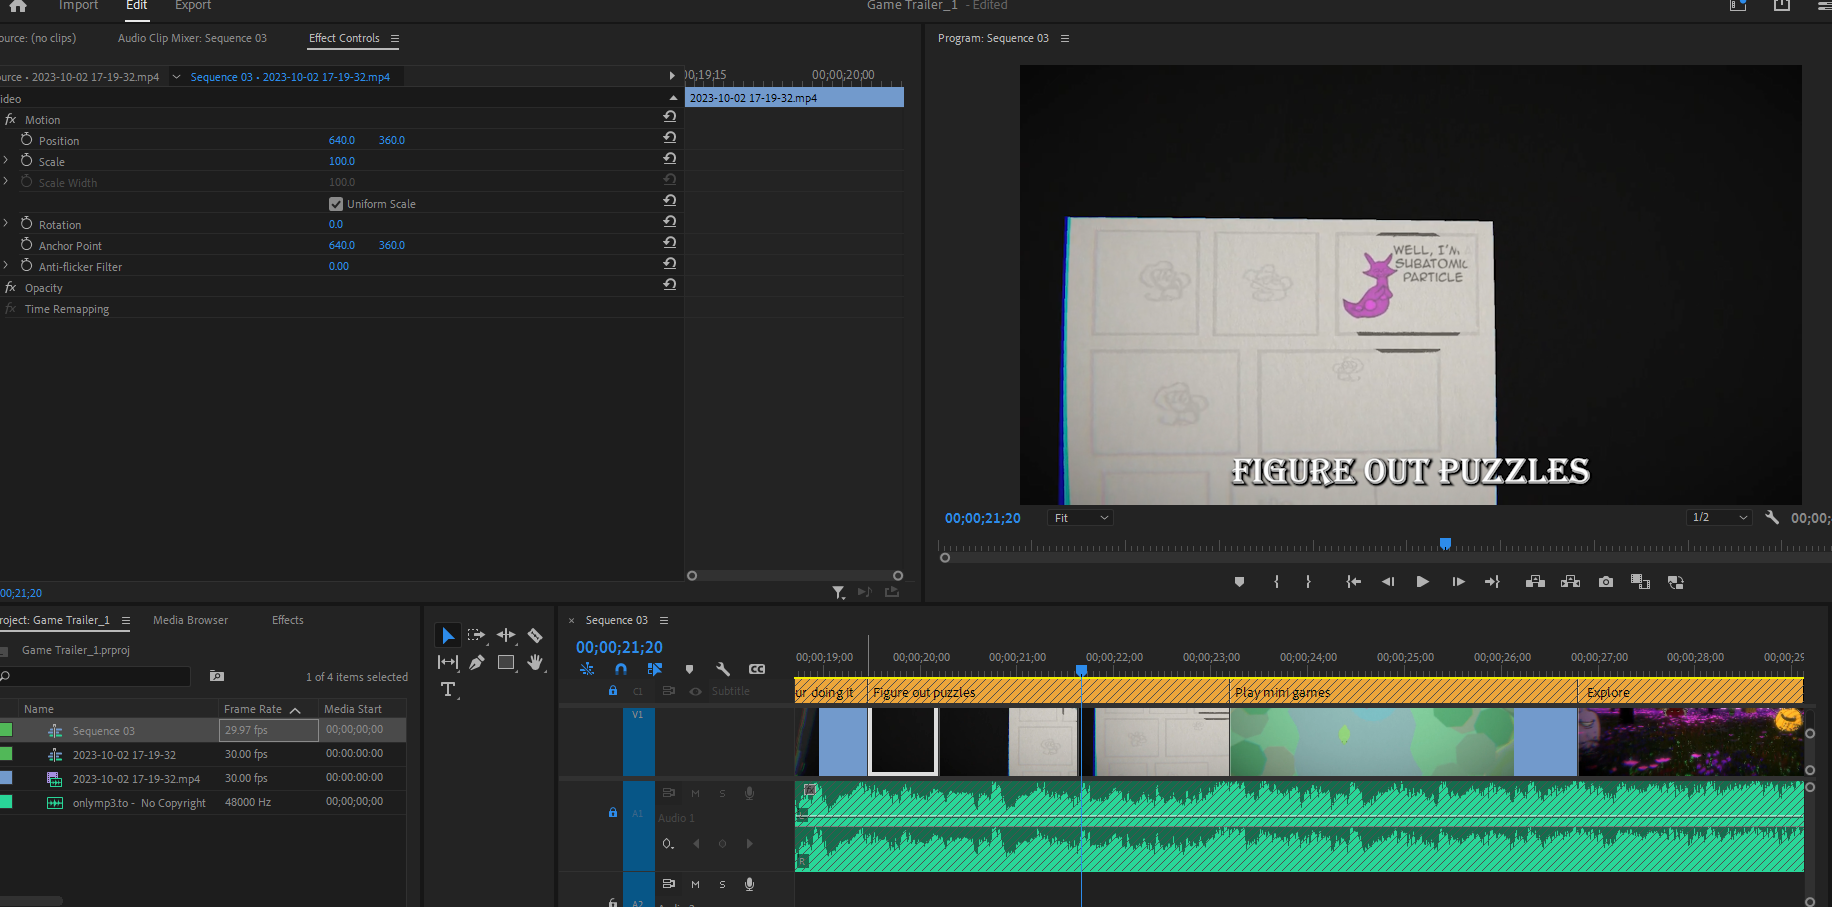 Import Edit Export Game Trailer_1 - Edited
ource: (no clips) Audio Clip Mixer: Sequence 03 Effect Controls
Program: Sequence 03
ource • 2023-10-02 17-19-32.mp4 Sequence 03 • 2023-10-02 17-19-32.mp4
00;19;15 00;00;20;00
ideo
2023-10-02 17-19-32.mp4
fx Motion
Position 640.0 360.0
Scale 100.0
Scale Width 100.0
Uniform Scale
Rotation 0.0
Anchor Point 640.0 360.0
Anti-flicker Filter 0.00
fx Opacity
fx Time Remapping
WELL, I'M
SUBATOMIC
PARTICLE
FIGURE OUT PUZZLES
00;00;21;20 Fit 1/2 00;00;
00;21;20
roject: Game Trailer_1 Media Browser Effects
Game Trailer_1.prproj
1 of 4 items selected
Name Frame Rate Media Start
Sequence 03 29.97 fps 00;00;00;00
2023-10-02 17-19-32 30.00 fps 00:00:00:00
2023-10-02 17-19-32.mp4 30.00 fps 00:00:00:00
onlymp3.to - No Copyright 48000 Hz 00;00;00;00
T
× Sequence 03
00;00;21;20
CC
00;00;19;00 00;00;20;00 00;00;21;00 00;00;22;00 00;00;23;00 00;00;24;00 00;00;25;00 00;00;26;00 00;00;27;00 00;00;28;00 00;00;29
C1 Subtitle
ur doing it Figure out puzzles Play mini games Explore
V1
A1 M S
Audio 1
L
R
M S
A2 Audio 2